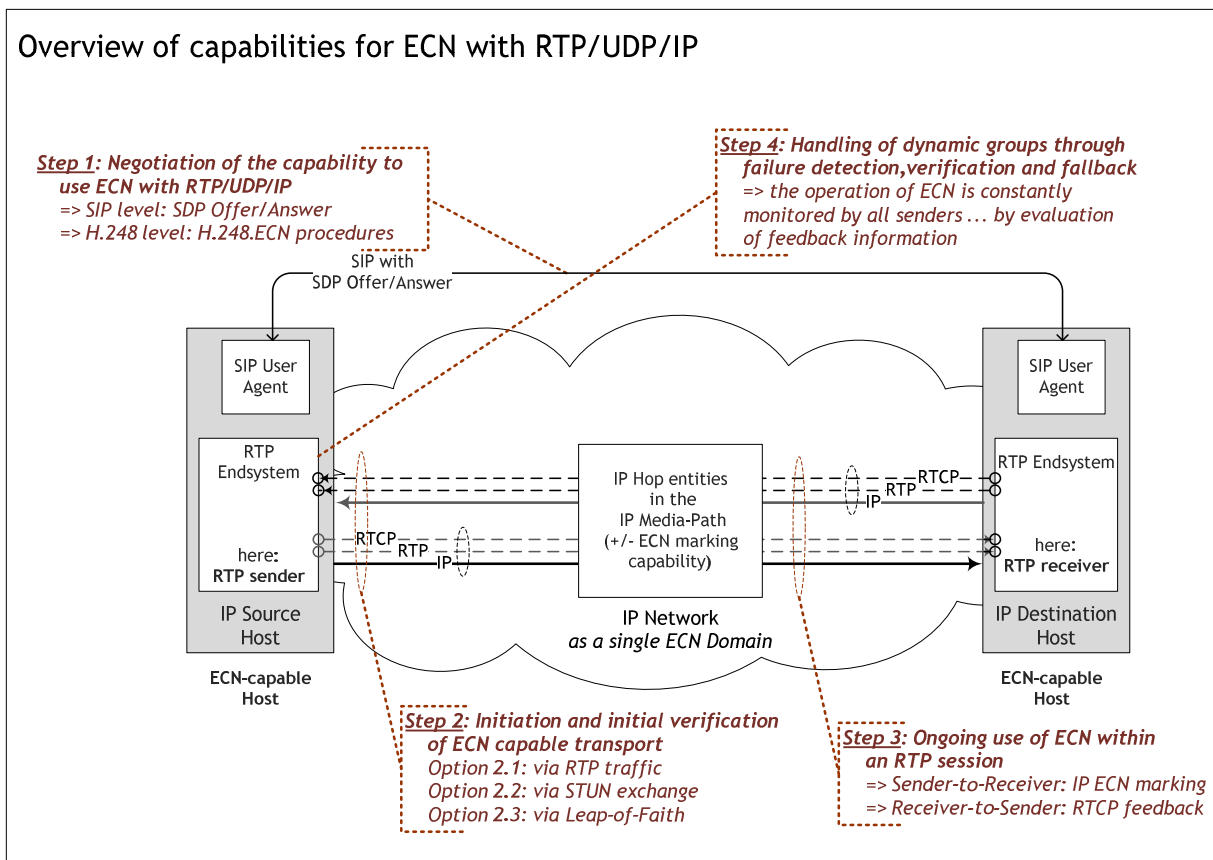 Overview of capabilities for ECN with RTP/UDP/IP
Step 1: Negotiation of the capability to
use ECN with RTP/UDP/IP
=> SIP level: SDP Offer/Answer
=> H.248 level: H.248.ECN procedures
Step 4: Handling of dynamic groups through
failure detection,verification and fallback
=> the operation of ECN is constantly
monitored by all senders ... by evaluation
of feedback information
SIP with
SDP Offer/Answer
SIP User
Agent
SIP User
Agent
RTP
Endsystem
here:
RTP sender
IP Source
Host
ECN-capable
Host
RTCP
RTP
IP
IP Hop entities
in the
IP Media-Path
(+/- ECN marking
capability)
IP Network
as a single ECN Domain
RTCP
RTP
IP
RTP Endsystem
here:
RTP receiver
IP Destination
Host
ECN-capable
Host
Step 2: Initiation and initial verification
of ECN capable transport
Option 2.1: via RTP traffic
Option 2.2: via STUN exchange
Option 2.3: via Leap-of-Faith
Step 3: Ongoing use of ECN within
an RTP session
=> Sender-to-Receiver: IP ECN marking
=> Receiver-to-Sender: RTCP feedback